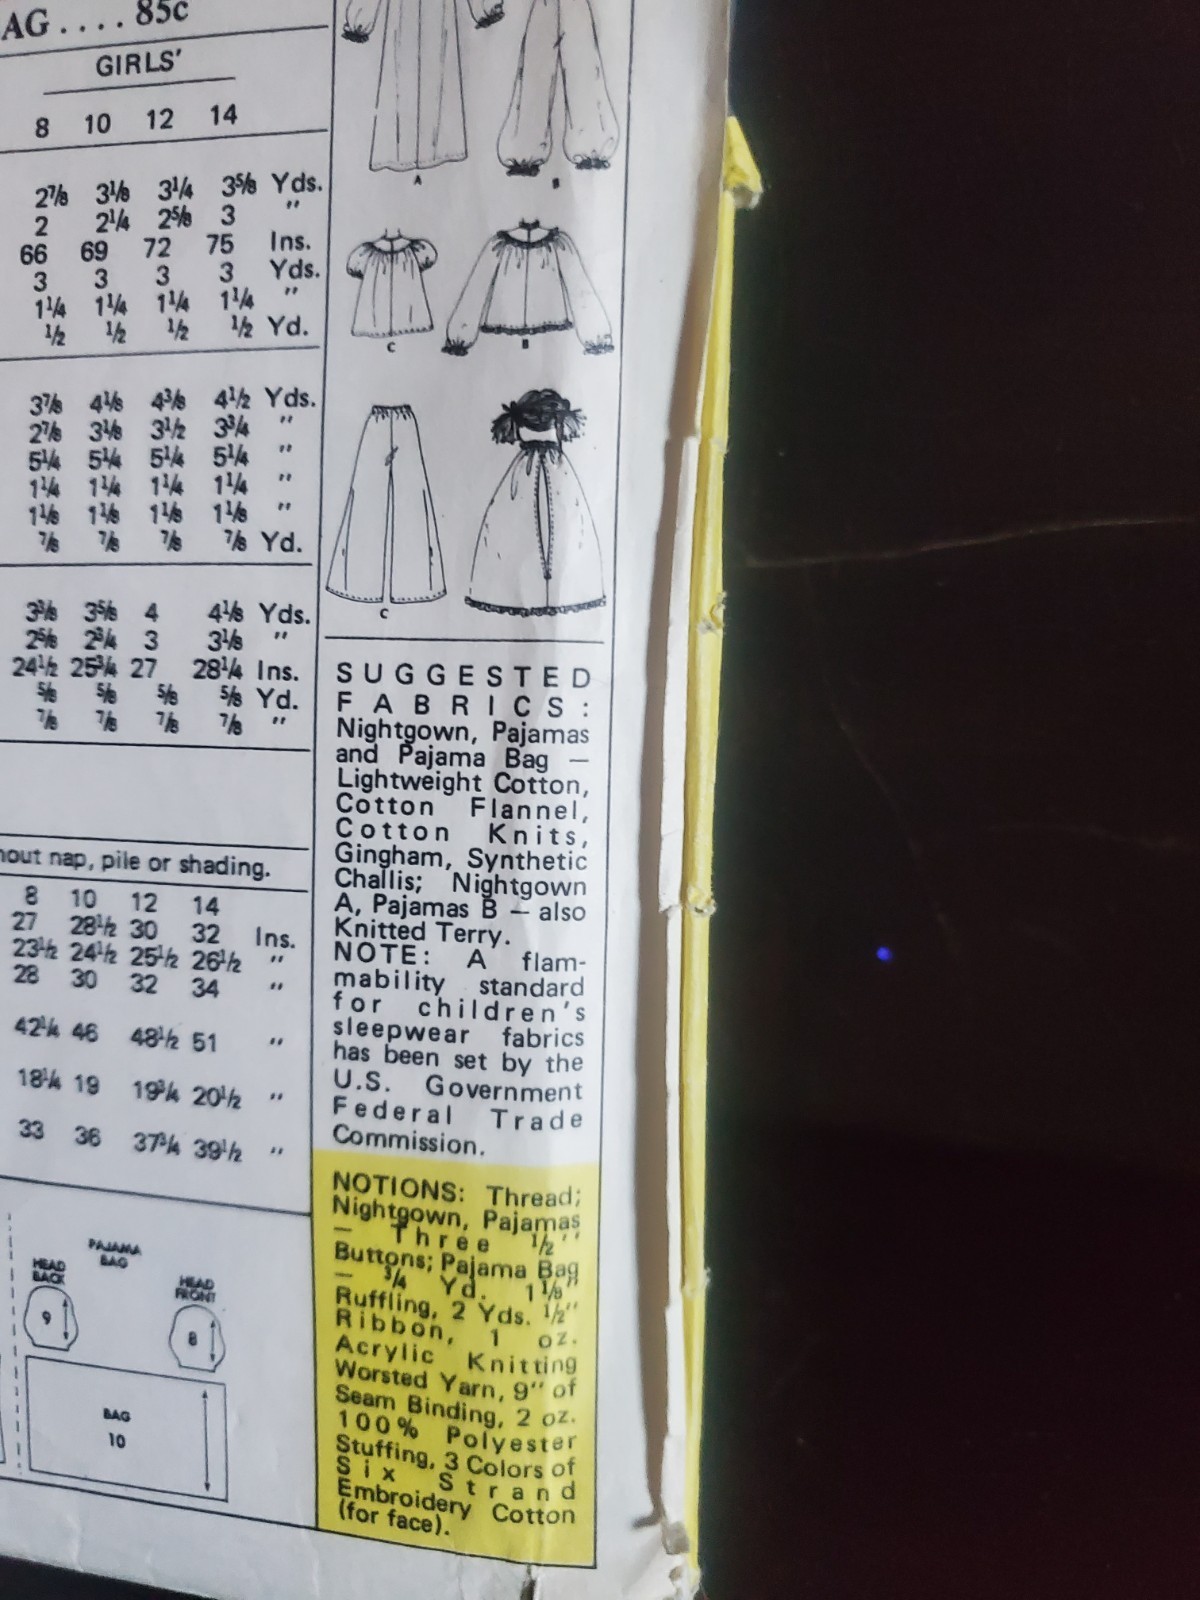 AG .... 85c
GIRLS'
8 10 12 14
2⅞ 3⅛ 3¼ 3⅝ Yds.
2 2¼ 2⅝ 3 "
66 69 72 75 Ins.
3 3 3 3 Yds.
1¼ 1¼ 1¼ 1¼ "
½ ½ ½ ½ Yd.
3⅞ 4⅛ 4⅜ 4½ Yds.
2⅞ 3⅛ 3½ 3¾ "
5¼ 5¼ 5¼ 5¼ "
1¼ 1¼ 1¼ 1¼ "
1⅛ 1⅛ 1⅛ 1⅛ "
⅞ ⅞ ⅞ ⅞ Yd.
3⅜ 3⅝ 4 4⅛ Yds.
2⅝ 2¾ 3 3⅛ "
24½ 25¾ 27 28¼ Ins.
⅝ ⅝ ⅝ ⅝ Yd.
⅞ ⅞ ⅞ ⅞ "
hout nap, pile or shading.
8 10 12 14
27 28½ 30 32 Ins.
23½ 24½ 25½ 26½ "
28 30 32 34 "
42¼ 46 48½ 51 "
18¼ 19 19¾ 20½ "
33 36 37¾ 39½ "
PAJAMA
BAG
HEAD
BACK
9
HEAD
FRONT
8
BAG
10
A
B
C
B
C
SUGGESTED
FABRICS:
Nightgown, Pajamas
and Pajama Bag —
Lightweight Cotton,
Cotton Flannel,
Cotton Knits,
Gingham, Synthetic
Challis; Nightgown
A, Pajamas B — also
Knitted Terry.
NOTE: A flam-
mability standard
for children's
sleepwear fabrics
has been set by the
U.S. Government
Federal Trade
Commission.
NOTIONS: Thread;
Nightgown, Pajamas
— Three ½''
Buttons; Pajama Bag
— ¾ Yd. 1⅛"
Ruffling, 2 Yds. ½"
Ribbon, 1 oz.
Acrylic Knitting
Worsted Yarn, 9" of
Seam Binding, 2 oz.
100% Polyester
Stuffing, 3 Colors of
Six Strand
Embroidery Cotton
(for face).